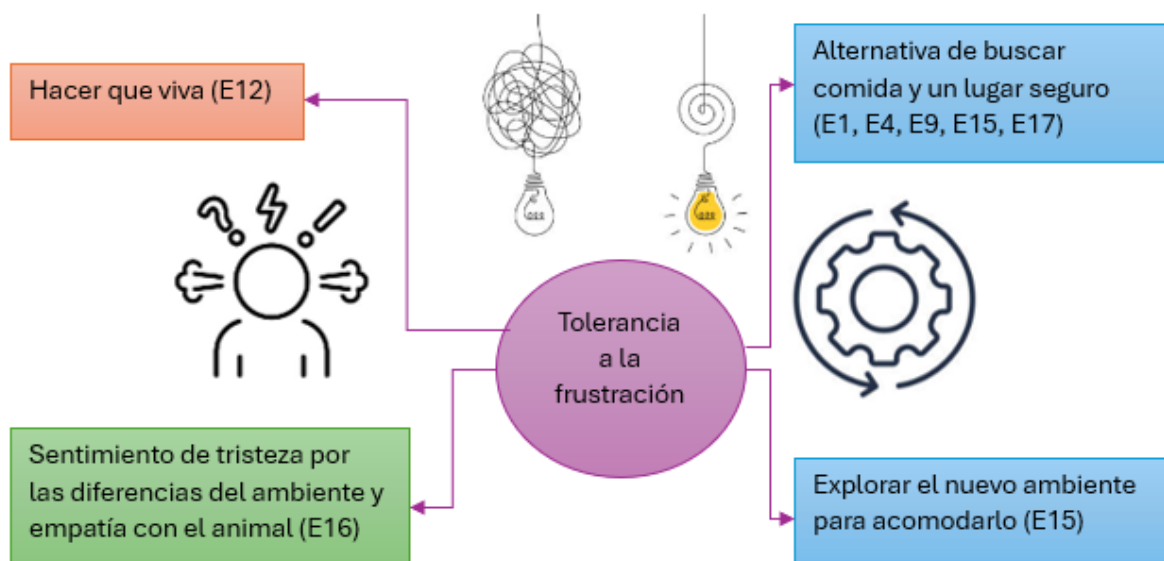 Hacer que viva (E12)
Alternativa de buscar
comida y un lugar seguro
(E1, E4, E9, E15, E17)
Tolerancia
a la
frustración
Sentimiento de tristeza por
las diferencias del ambiente y
empatía con el animal (E16)
Explorar el nuevo ambiente
para acomodarlo (E15)